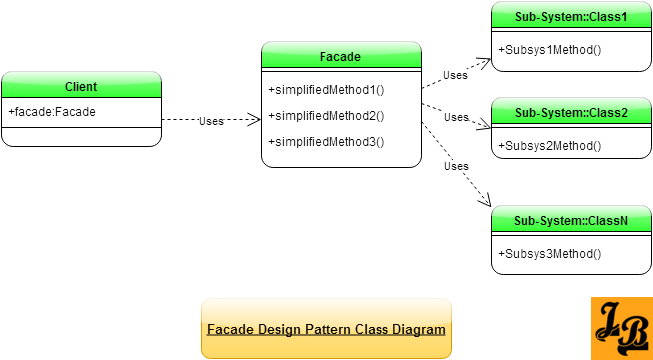 Client
+facade:Facade
Uses
Facade
+simplifiedMethod1()
+simplifiedMethod2()
+simplifiedMethod3()
Uses
Uses
Uses
Sub-System::Class1
+Subsys1Method()
Sub-System::Class2
+Subsys2Method()
Sub-System::ClassN
+Subsys3Method()
Facade Design Pattern Class Diagram
JB